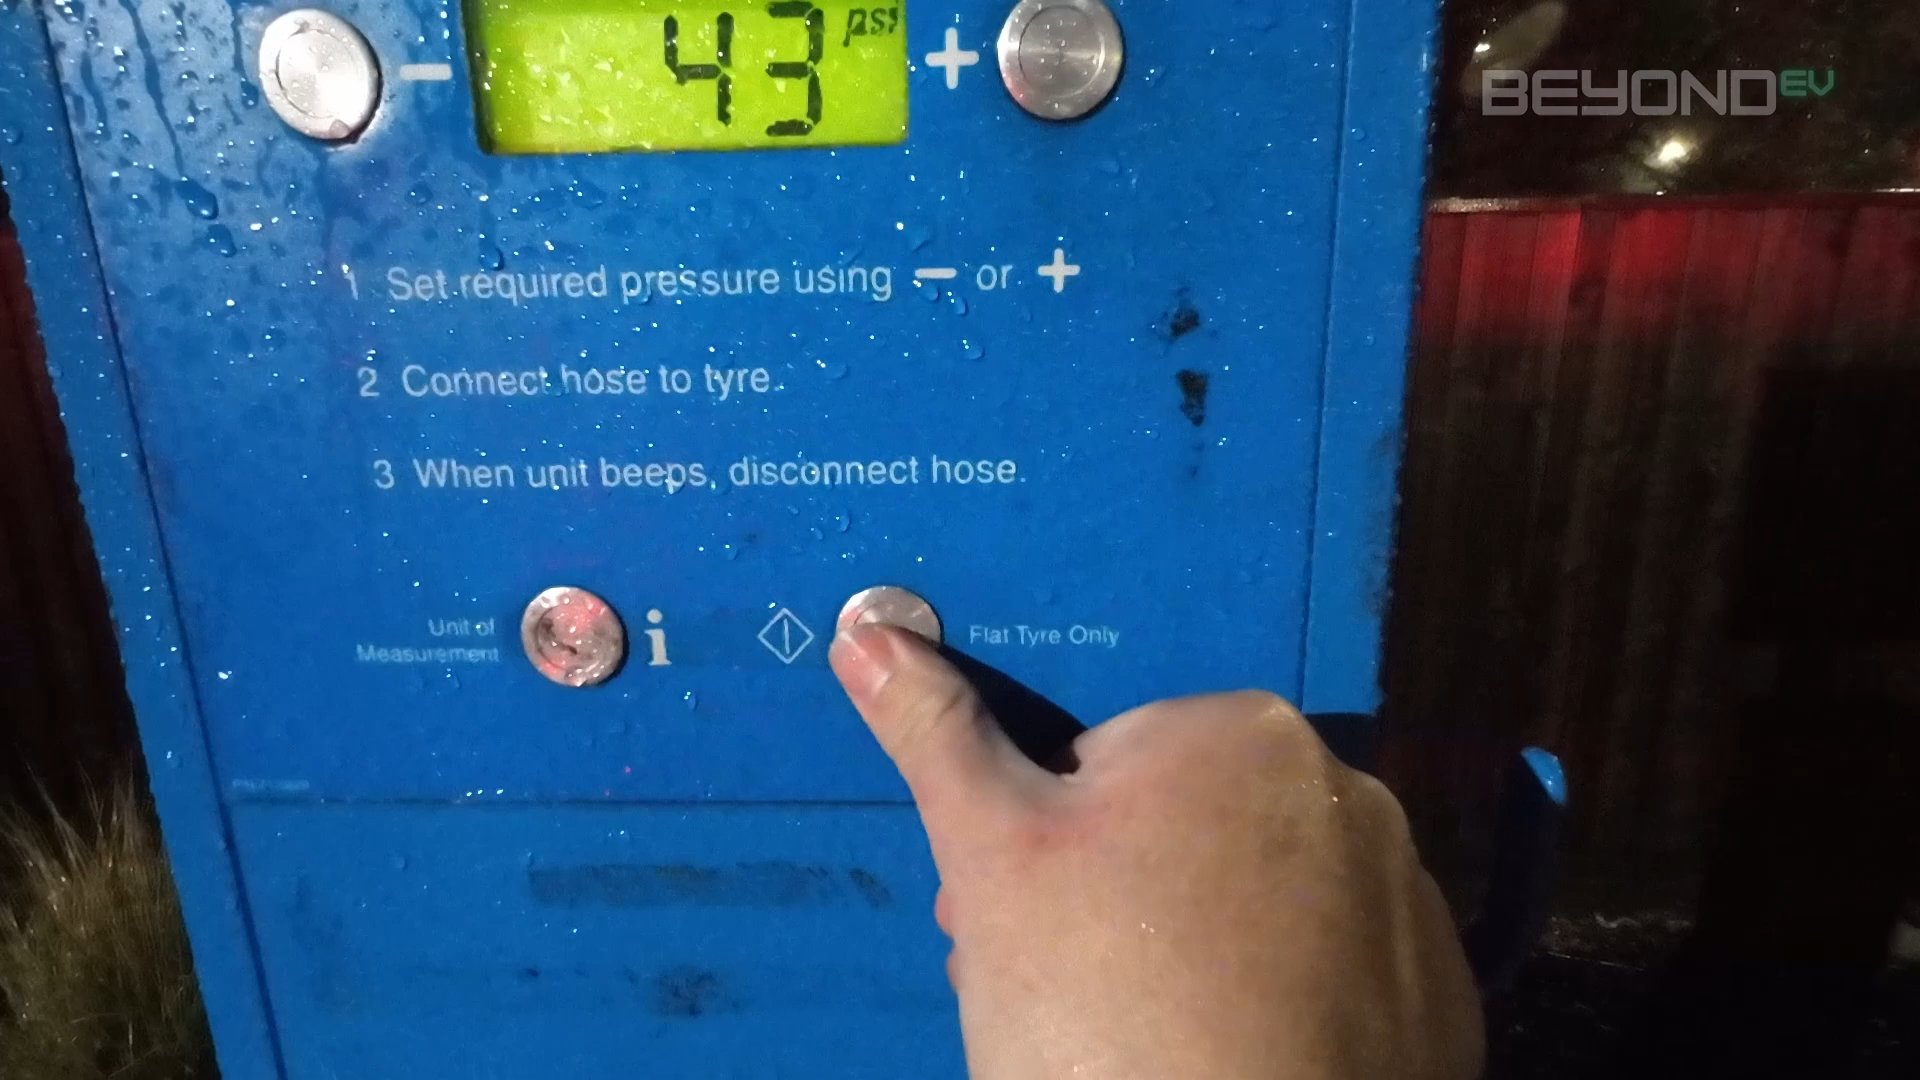 43 psi
BEYOND EV
− +
1 Set required pressure using − or +
2 Connect hose to tyre.
3 When unit beeps, disconnect hose.
Unit of
Measurement
i
Flat Tyre Only